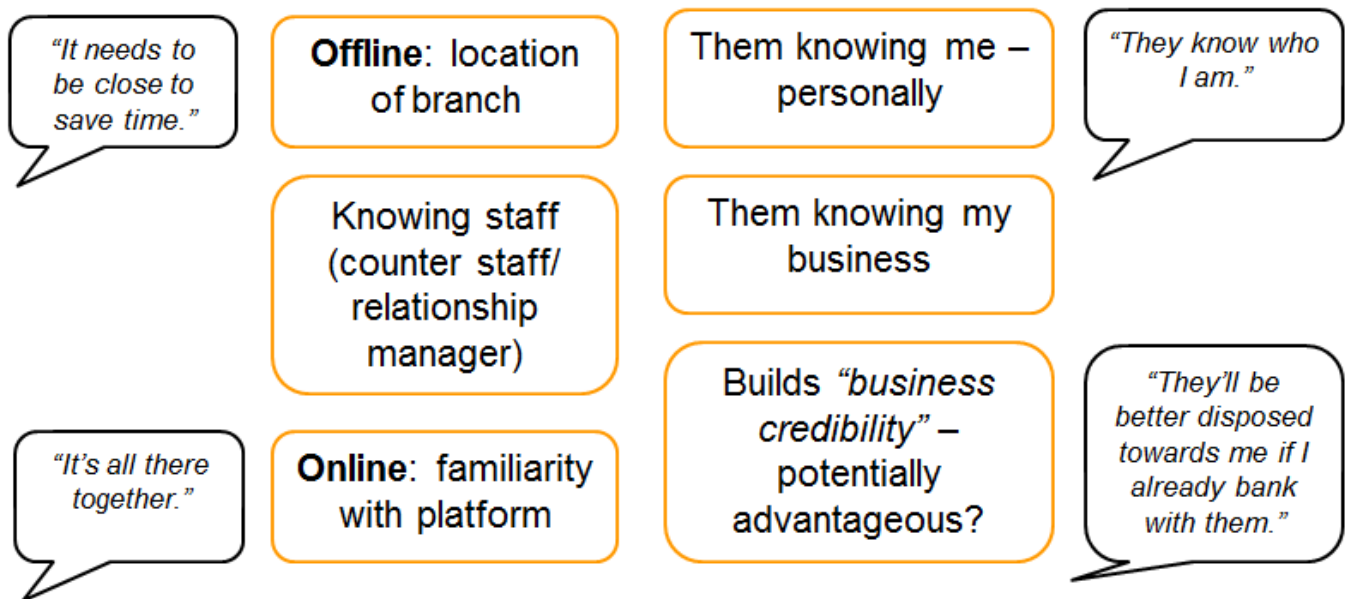 “It needs to
be close to
save time.”
Offline: location
of branch
Them knowing me –
personally
“They know who
I am.”
Knowing staff
(counter staff/
relationship
manager)
Them knowing my
business
“It’s all there
together.”
Online: familiarity
with platform
Builds “business
credibility” –
potentially
advantageous?
“They’ll be
better disposed
towards me if I
already bank
with them.”